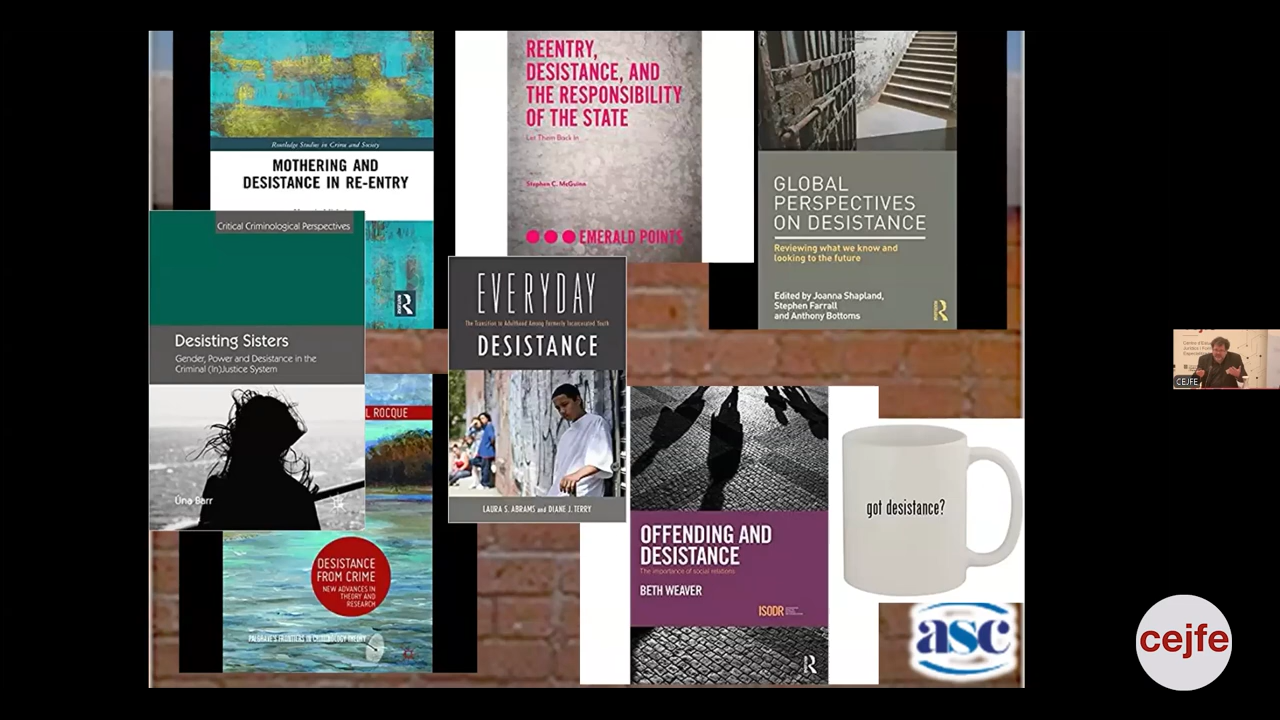 Routledge Studies in Crime and Society
MOTHERING AND
DESISTANCE IN RE-ENTRY
REENTRY,
DESISTANCE, AND
THE RESPONSIBILITY
OF THE STATE
Let Them Back In
Stephen C. McGuinn
EMERALD POINTS
GLOBAL
PERSPECTIVES
ON DESISTANCE
Reviewing what we know and
looking to the future
Edited by Joanna Shapland,
Stephen Farrall
and Anthony Bottoms
R
Critical Criminological Perspectives
Desisting Sisters
Gender, Power and Desistance in the
Criminal (In)Justice System
Úna Barr
R
EVERYDAY
The Transition to Adulthood Among Formerly Incarcerated Youth
DESISTANCE
LAURA S. ABRAMS and DIANE J. TERRY
L ROCQUE
DESISTANCE
FROM CRIME
NEW ADVANCES IN
THEORY AND
RESEARCH
PALGRAVE'S FRONTIERS IN CRIMINOLOGY THEORY
OFFENDING AND
DESISTANCE
The importance of social relations
BETH WEAVER
ISODR
R
got desistance?
asc
CEJFE
cejfe